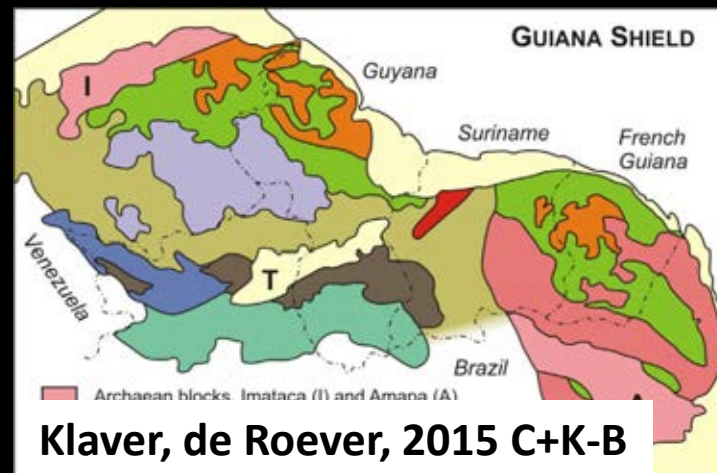 GUIANA SHIELD
I
Guyana
Suriname
French
Guiana
Venezuela
T
Brazil
Archaean blocks, Imataca (I) and Amapa (A)
Klaver, de Roever, 2015 C+K-B